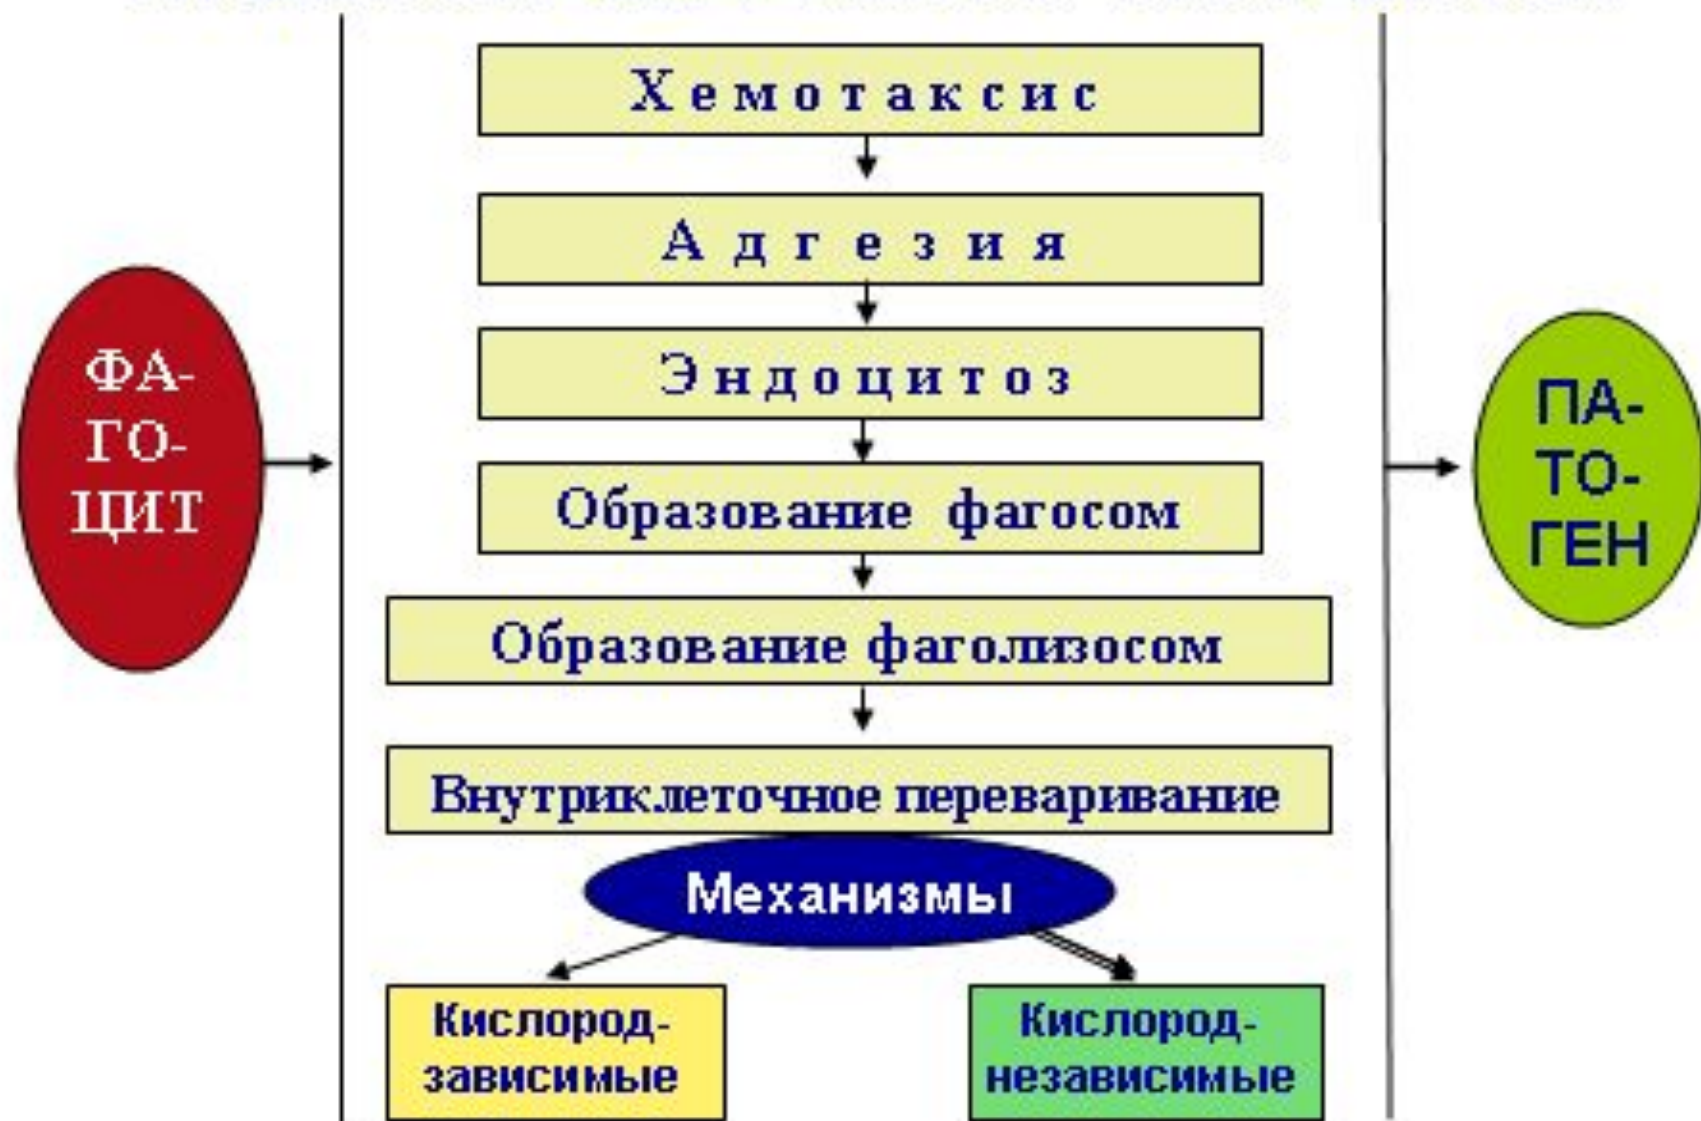 Хемотаксис
Адгезия
Эндоцитоз
Образование фагосом
Образование фаголизосом
Внутриклеточное переваривание
Механизмы
Кислород-
зависимые
Кислород-
независимые
ФА-
ГО-
ЦИТ
ПА-
ТО-
ГЕН